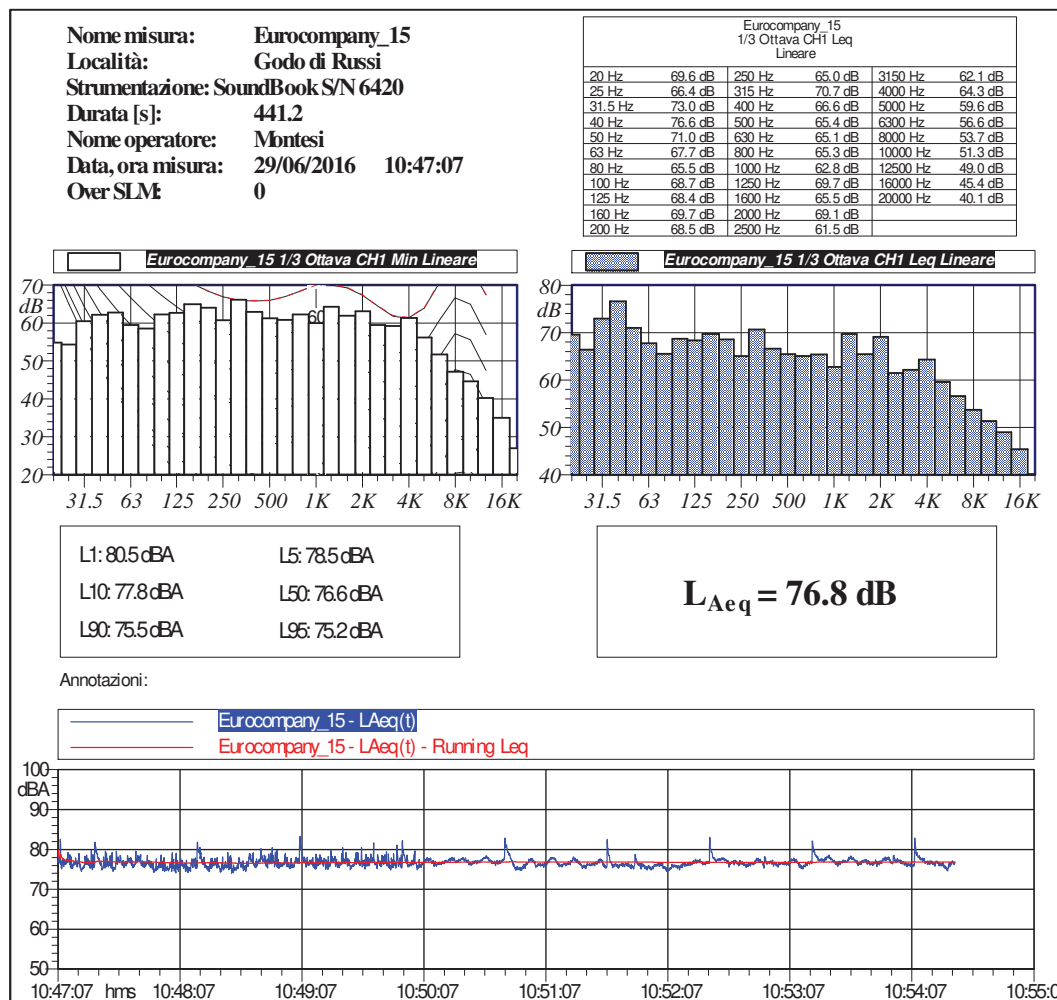 Nome misura: Eurocompany_15
Località: Godo di Russi
Strumentazione: SoundBook S/N 6420
Durata [s]: 441.2
Nome operatore: Montesi
Data, ora misura: 29/06/2016 10:47:07
Over SLM: 0
Eurocompany_15
1/3 Ottava CH1 Leq
Lineare
20 Hz 69.6 dB 250 Hz 65.0 dB 3150 Hz 62.1 dB
25 Hz 66.4 dB 315 Hz 70.7 dB 4000 Hz 64.3 dB
31.5 Hz 73.0 dB 400 Hz 66.6 dB 5000 Hz 59.6 dB
40 Hz 76.6 dB 500 Hz 65.4 dB 6300 Hz 56.6 dB
50 Hz 71.0 dB 630 Hz 65.1 dB 8000 Hz 53.7 dB
63 Hz 67.7 dB 800 Hz 65.3 dB 10000 Hz 51.3 dB
80 Hz 65.5 dB 1000 Hz 62.8 dB 12500 Hz 49.0 dB
100 Hz 68.7 dB 1250 Hz 69.7 dB 16000 Hz 45.4 dB
125 Hz 68.4 dB 1600 Hz 65.5 dB 20000 Hz 40.1 dB
160 Hz 69.7 dB 2000 Hz 69.1 dB
200 Hz 68.5 dB 2500 Hz 61.5 dB
Eurocompany_15 1/3 Ottava CH1 Min Lineare
70
dB
60
50
40
30
20
60
31.5 63 125 250 500 1K 2K 4K 8K 16K
Eurocompany_15 1/3 Ottava CH1 Leq Lineare
80
dB
70
60
50
40
31.5 63 125 250 500 1K 2K 4K 8K 16K
L1: 80.5 dBA L5: 78.5 dBA
L10: 77.8 dBA L50: 76.6 dBA
L90: 75.5 dBA L95: 75.2 dBA
LAeq = 76.8 dB
Annotazioni:
Eurocompany_15 - LAeq(t)
Eurocompany_15 - LAeq(t) - Running Leq
100
dBA
90
80
70
60
50
10:47:07 hms 10:48:07 10:49:07 10:50:07 10:51:07 10:52:07 10:53:07 10:54:07 10:55:0